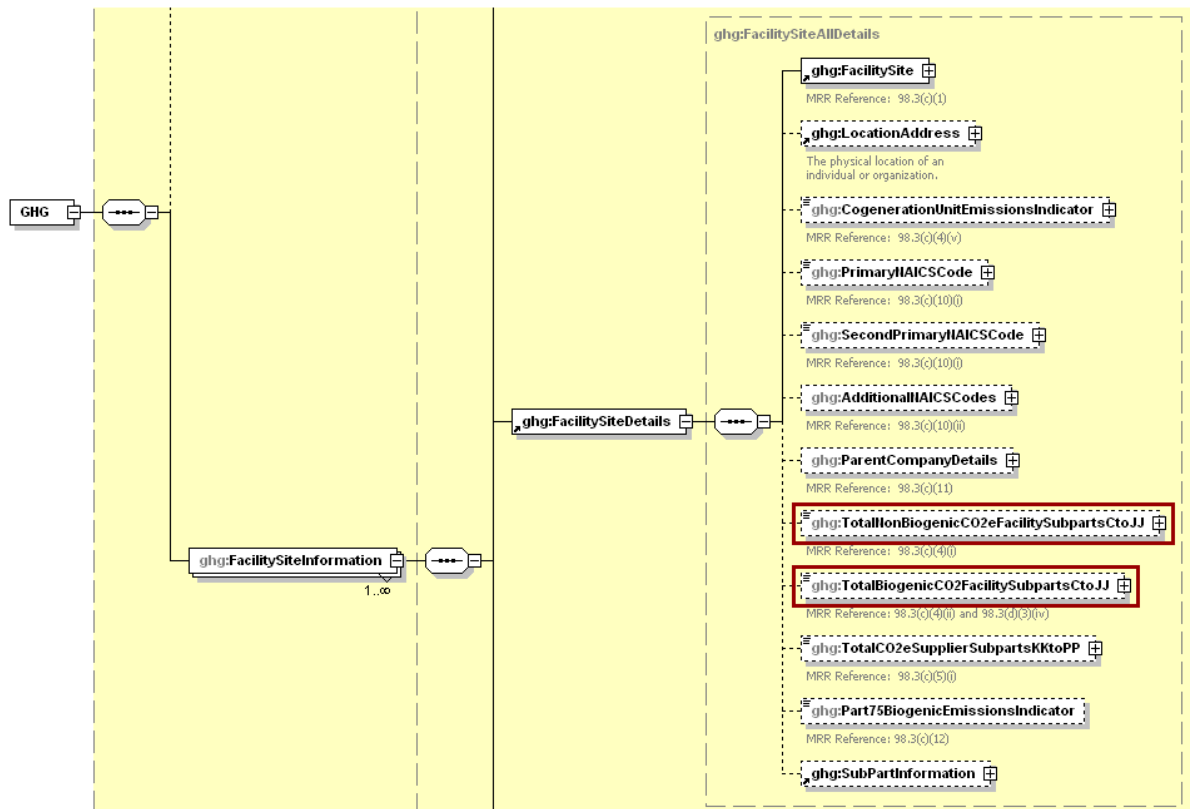 ghg:FacilitySiteAllDetails
ghg:FacilitySite
MRR Reference: 98.3(c)(1)
ghg:LocationAddress
The physical location of an
individual or organization.
GHG
ghg:CogenerationUnitEmissionsIndicator
MRR Reference: 98.3(c)(4)(v)
ghg:PrimaryNAICSCode
MRR Reference: 98.3(c)(10)(i)
ghg:SecondPrimaryNAICSCode
MRR Reference: 98.3(c)(10)(i)
ghg:AdditionalNAICSCodes
MRR Reference: 98.3(c)(10)(ii)
ghg:FacilitySiteDetails
ghg:ParentCompanyDetails
MRR Reference: 98.3(c)(11)
ghg:TotalNonBiogenicCO2eFacilitySubpartsCtoJJ
MRR Reference: 98.3(c)(4)(i)
ghg:FacilitySiteInformation
1..∞
ghg:TotalBiogenicCO2FacilitySubpartsCtoJJ
MRR Reference: 98.3(c)(4)(ii) and 98.3(d)(3)(iv)
ghg:TotalCO2eSupplierSubpartsKKtoPP
MRR Reference: 98.3(c)(5)(i)
ghg:Part75BiogenicEmissionsIndicator
MRR Reference: 98.3(c)(12)
ghg:SubPartInformation